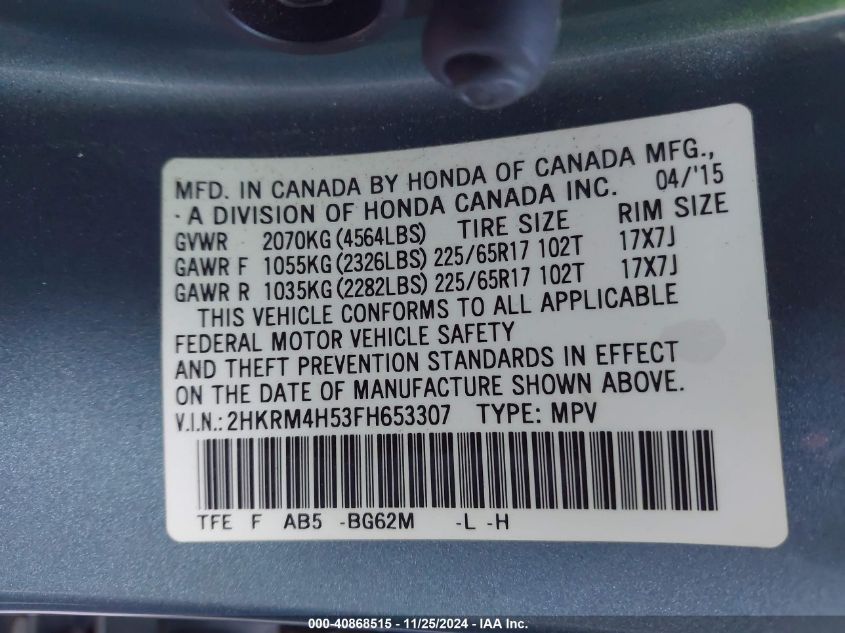 MFD. IN CANADA BY HONDA OF CANADA MFG.,
- A DIVISION OF HONDA CANADA INC. 04/'15
GVWR 2070KG (4564LBS) TIRE SIZE RIM SIZE
GAWR F 1055KG (2326LBS) 225/65R17 102T 17X7J
GAWR R 1035KG (2282LBS) 225/65R17 102T 17X7J
THIS VEHICLE CONFORMS TO ALL APPLICABLE
FEDERAL MOTOR VEHICLE SAFETY
AND THEFT PREVENTION STANDARDS IN EFFECT
ON THE DATE OF MANUFACTURE SHOWN ABOVE.
V.I.N.: 2HKRM4H53FH653307 TYPE: MPV
TFE F AB5 -BG62M -L -H
000-40868515 - 11/25/2024 - IAA Inc.